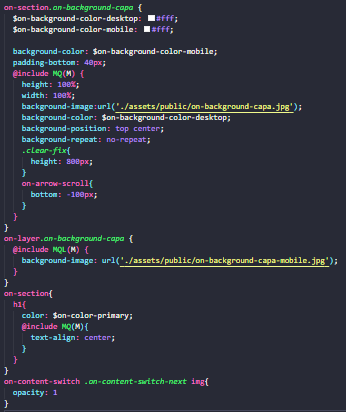 on-section.on-background-capa {
$on-background-color-desktop: #fff;
$on-background-color-mobile: #fff;
background-color: $on-background-color-mobile;
padding-bottom: 40px;
@include MQ(M) {
height: 100%;
width: 100%;
background-image:url('./assets/public/on-background-capa.jpg');
background-color: $on-background-color-desktop;
background-position: top center;
background-repeat: no-repeat;
.clear-fix{
height: 800px;
}
on-arrow-scroll{
bottom: -100px;
}
}
}
on-layer.on-background-capa {
@include MQL(M) {
background-image: url('./assets/public/on-background-capa-mobile.jpg');
}
}
on-section{
h1{
color: $on-color-primary;
@include MQ(M){
text-align: center;
}
}
}
on-content-switch .on-content-switch-next img{
opacity: 1
}